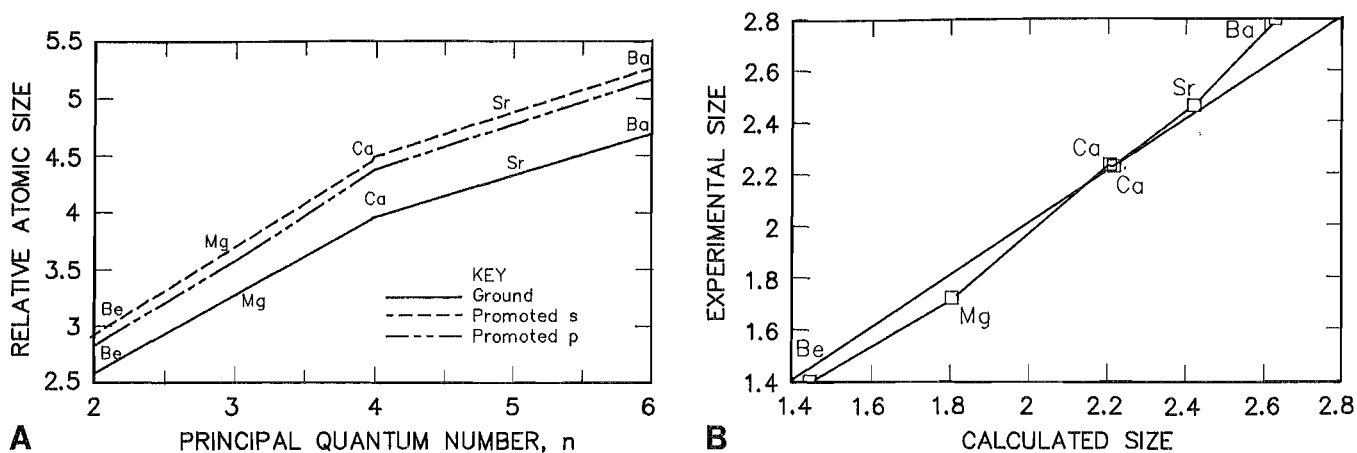 5.5
5
4.5
4
3.5
3
2.5
RELATIVE ATOMIC SIZE
Be
Mg
Ca
Sr
Ba
Be
Mg
Ca
Sr
Ba
KEY
Ground
Promoted s
Promoted p
2 3 4 5 6
A PRINCIPAL QUANTUM NUMBER, n
2.8
2.6
2.4
2.2
2
1.8
1.6
1.4
EXPERIMENTAL SIZE
Ba
Sr
Ca
Ca
Mg
Be
1.4 1.6 1.8 2 2.2 2.4 2.6 2.8
B CALCULATED SIZE